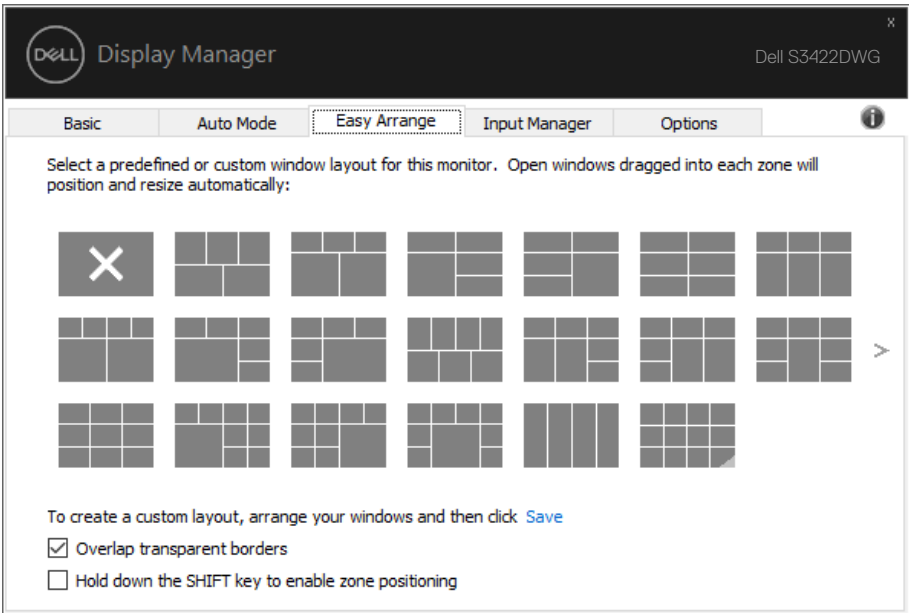 x
DELL Display Manager
Dell S3422DWG
Basic Auto Mode Easy Arrange Input Manager Options i
Select a predefined or custom window layout for this monitor. Open windows dragged into each zone will
position and resize automatically:
>
To create a custom layout, arrange your windows and then click Save
Overlap transparent borders
Hold down the SHIFT key to enable zone positioning